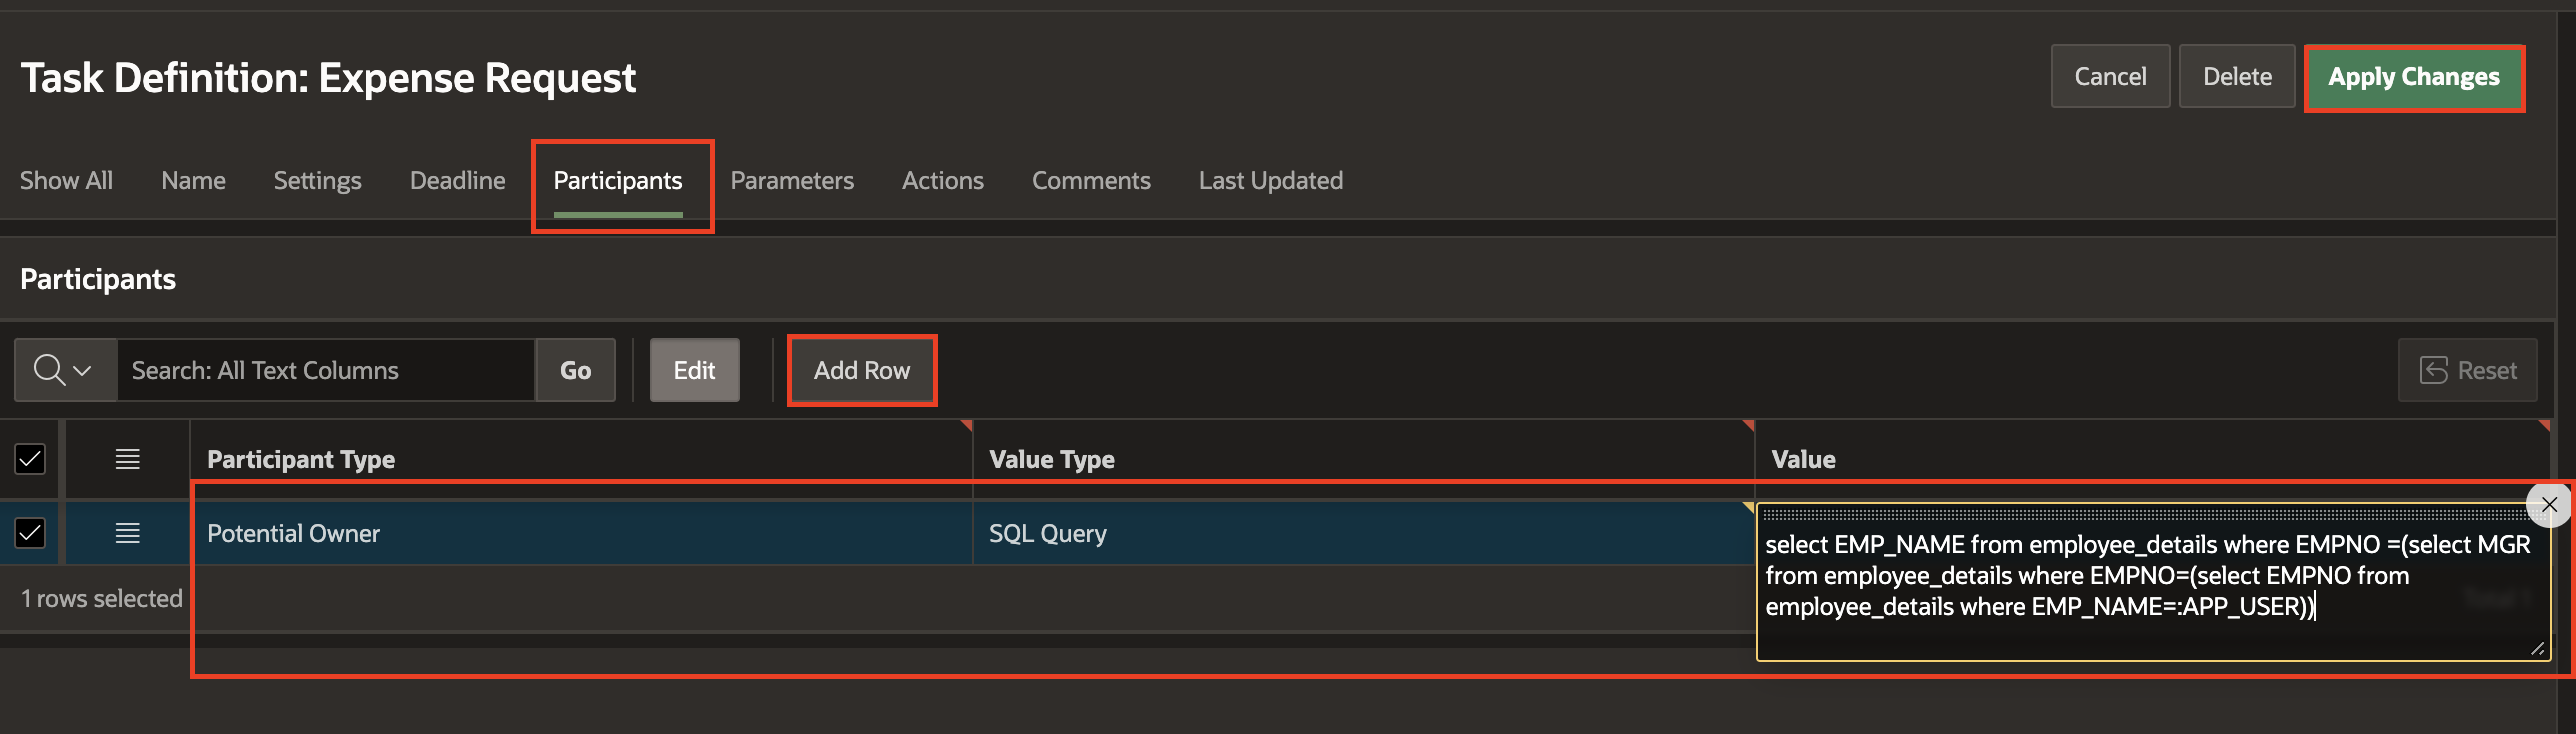 Task Definition: Expense Request
Cancel
Delete
Apply Changes
Show All
Name
Settings
Deadline
Participants
Parameters
Actions
Comments
Last Updated
Participants
Search: All Text Columns
Go
Edit
Add Row
Reset
Participant Type
Value Type
Value
Potential Owner
SQL Query
select EMP_NAME from employee_details where EMPNO =(select MGR
from employee_details where EMPNO=(select EMPNO from
employee_details where EMP_NAME=:APP_USER))
1 rows selected